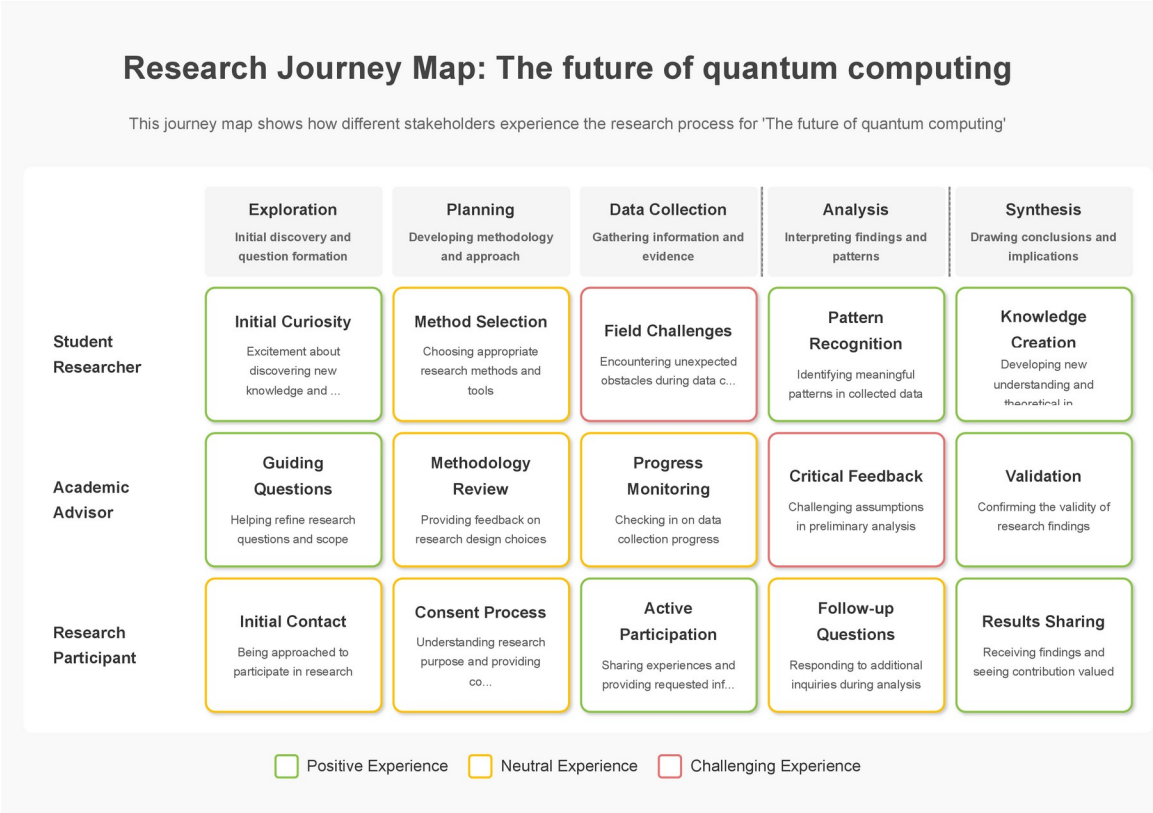 Research Journey Map: The future of quantum computing
This journey map shows how different stakeholders experience the research process for 'The future of quantum computing'
Exploration
Initial discovery and
question formation
Planning
Developing methodology
and approach
Data Collection
Gathering information and
evidence
Analysis
Interpreting findings and
patterns
Synthesis
Drawing conclusions and
implications
Student
Researcher
Initial Curiosity
Excitement about
discovering new
knowledge and ...
Method Selection
Choosing appropriate
research methods and
tools
Field Challenges
Encountering unexpected
obstacles during data c...
Pattern
Recognition
Identifying meaningful
patterns in collected data
Knowledge
Creation
Developing new
understanding and
theoretical in...
Academic
Advisor
Guiding
Questions
Helping refine research
questions and scope
Methodology
Review
Providing feedback on
research design choices
Progress
Monitoring
Checking in on data
collection progress
Critical Feedback
Challenging assumptions
in preliminary analysis
Validation
Confirming the validity of
research findings
Research
Participant
Initial Contact
Being approached to
participate in research
Consent Process
Understanding research
purpose and providing
co...
Active
Participation
Sharing experiences and
providing requested inf...
Follow-up
Questions
Responding to additional
inquiries during analysis
Results Sharing
Receiving findings and
seeing contribution valued
Positive Experience
Neutral Experience
Challenging Experience